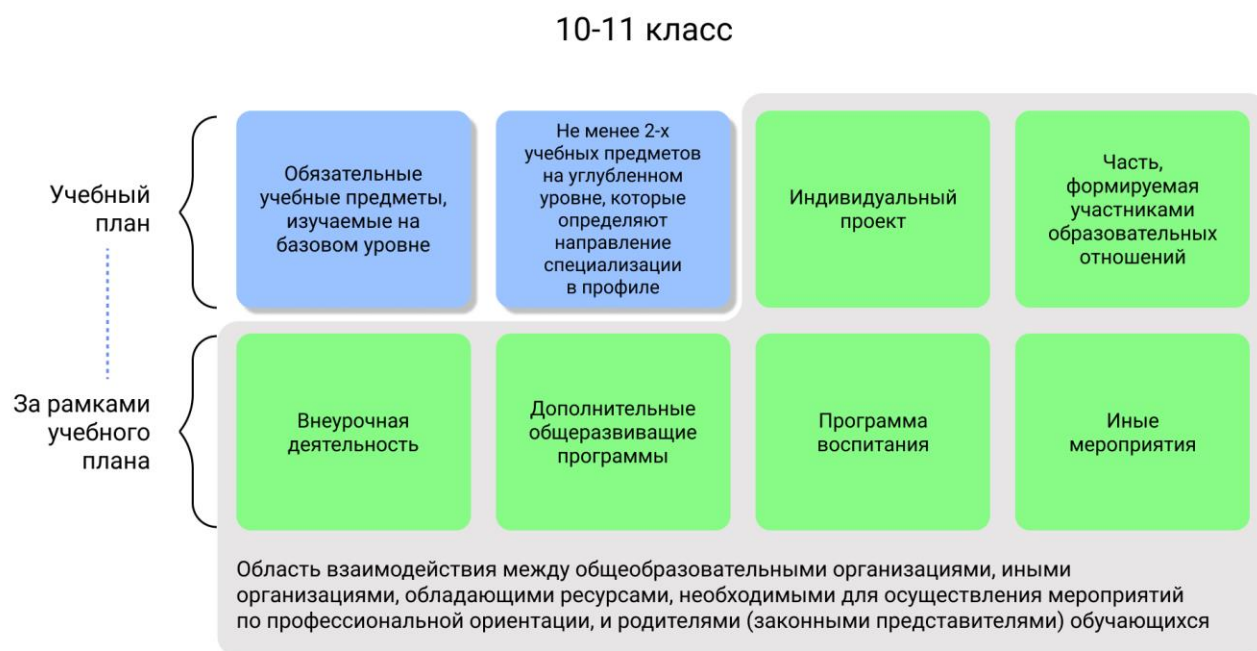 10-11 класс
Учебный
план
Обязательные
учебные предметы,
изучаемые на
базовом уровне
Не менее 2-х
учебных предметов
на углубленном
уровне, которые
определяют
направление
специализации
в профиле
Индивидуальный
проект
Часть,
формируемая
участниками
образовательных
отношений
За рамками
учебного
плана
Внеурочная
деятельность
Дополнительные
общеразвиващие
программы
Программа
воспитания
Иные
мероприятия
Область взаимодействия между общеобразовательными организациями, иными
организациями, обладающими ресурсами, необходимыми для осуществления мероприятий
по профессиональной ориентации, и родителями (законными представителями) обучающихся